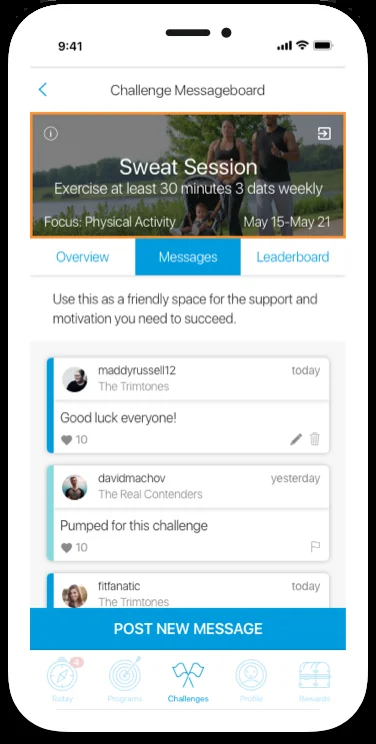 9:41
Challenge Messageboard
Sweat Session
Exercise at least 30 minutes 3 dats weekly
Focus: Physical Activity May 15-May 21
Overview Messages Leaderboard
Use this as a friendly space for the support and
motivation you need to succeed.
maddyrussell12 today
The Trimtones
Good luck everyone!
10
davidmachov yesterday
The Real Contenders
Pumped for this challenge
10
fitfanatic today
The Trimtones
POST NEW MESSAGE
4
Today Programs Challenges Profile Rewards